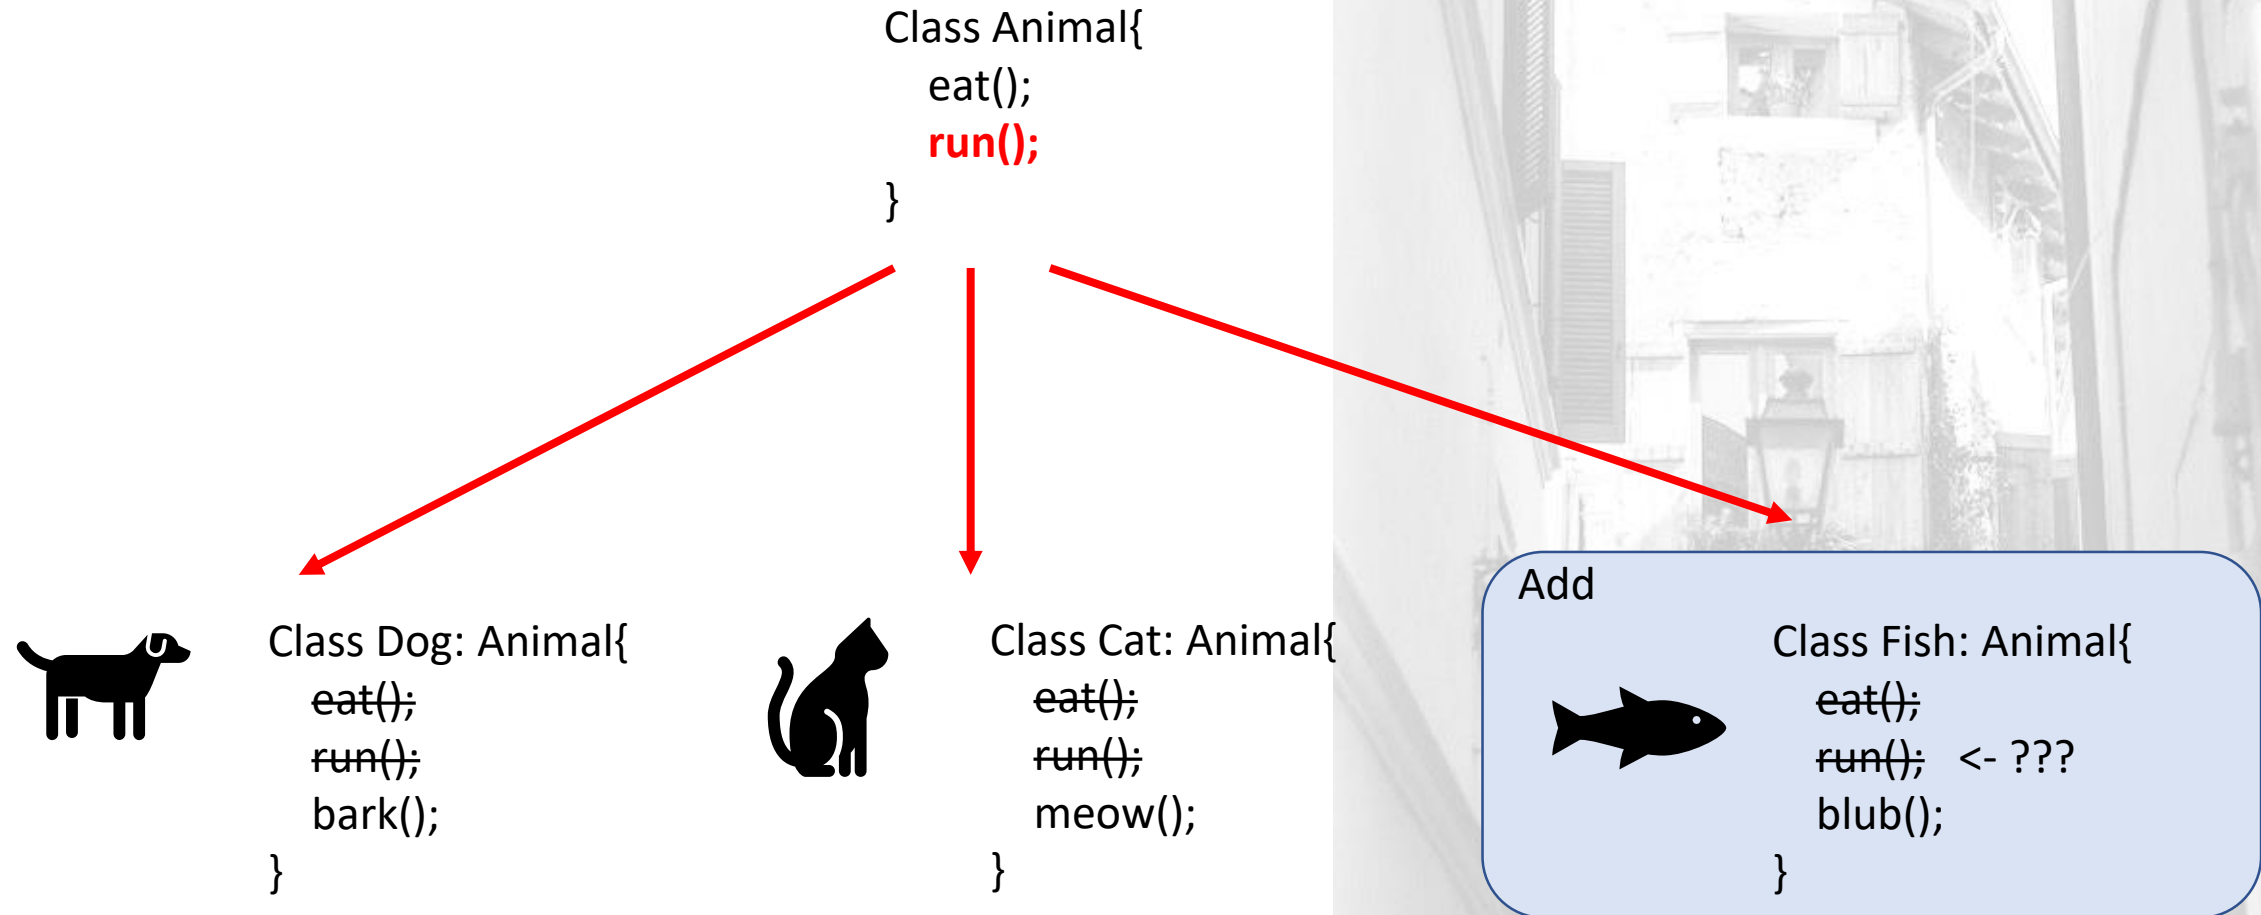 Class Animal{
eat();
run();
}
Class Dog: Animal{
eat();
run();
bark();
}
Class Cat: Animal{
eat();
run();
meow();
}
Add
Class Fish: Animal{
eat();
run(); <- ???
blub();
}